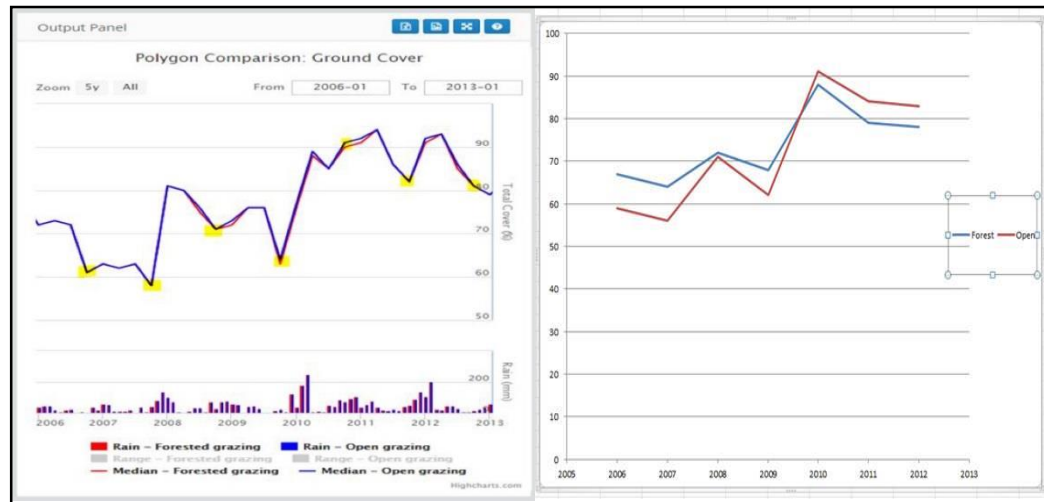 Output Panel
Polygon Comparison: Ground Cover
Zoom 5y All From 2006-01 To 2013-01
90
80
70
60
50
Total Cover (%)
200
Rain (mm)
2006 2007 2008 2009 2010 2011 2012 2013
Rain – Forested grazing Rain – Open grazing
Range – Forested grazing Range – Open grazing
Median – Forested grazing Median – Open grazing
Highcharts.com
100
90
80
70
60
50
40
30
20
10
0
2005 2006 2007 2008 2009 2010 2011 2012 2013
Forest Open